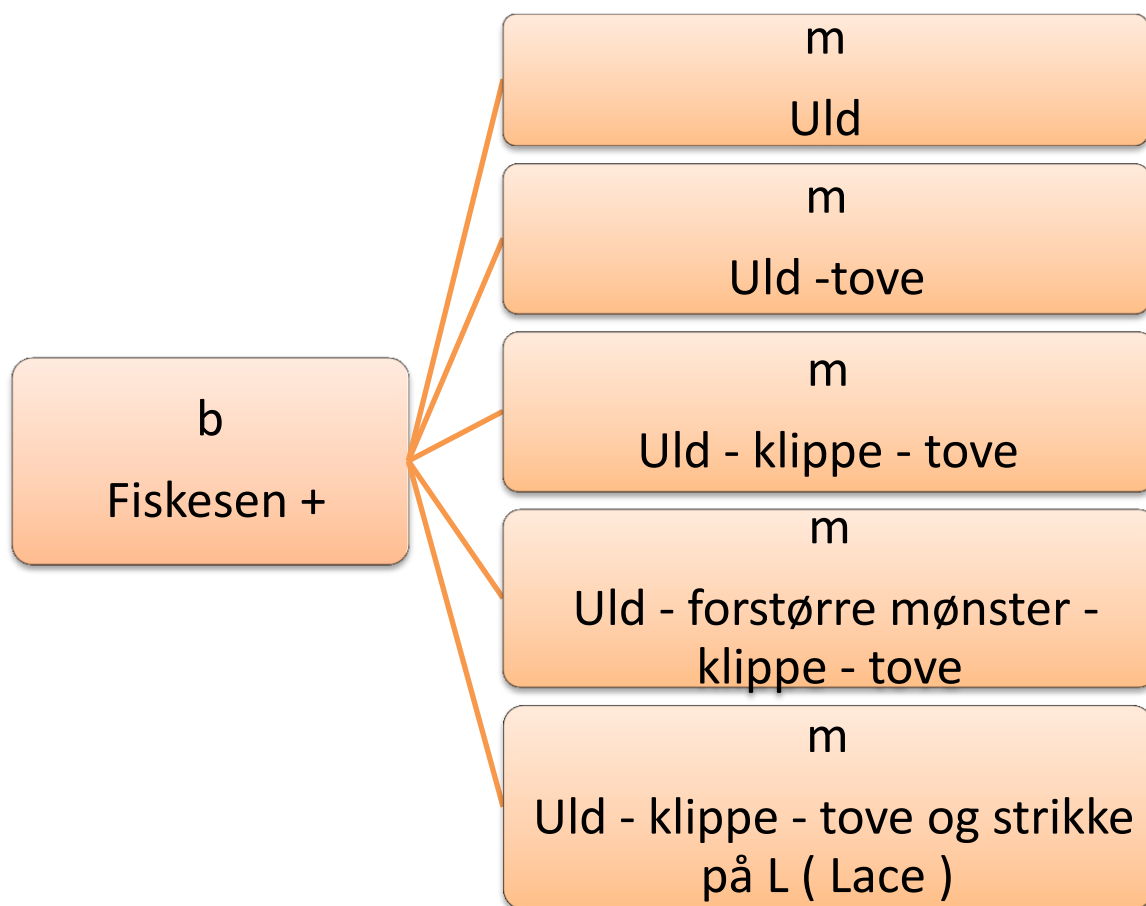 b
Fiskesen +
m
Uld
m
Uld -tove
m
Uld - klippe - tove
m
Uld - forstørre mønster -
klippe - tove
m
Uld - klippe - tove og strikke
på L ( Lace )